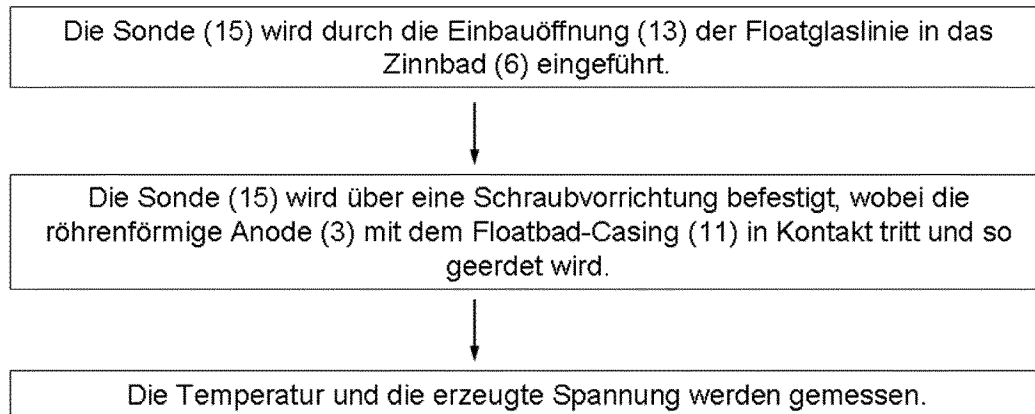 Die Sonde (15) wird durch die Einbauöffnung (13) der Floatglaslinie in das
Zinnbad (6) eingeführt.
Die Sonde (15) wird über eine Schraubvorrichtung befestigt, wobei die
röhrenförmige Anode (3) mit dem Floatbad-Casing (11) in Kontakt tritt und so
geerdet wird.
Die Temperatur und die erzeugte Spannung werden gemessen.